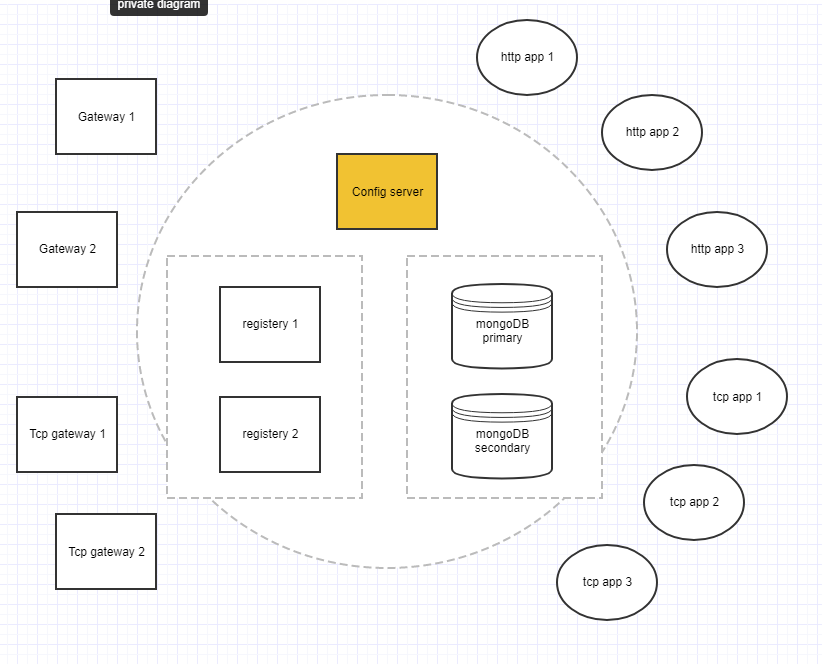 private diagram
http app 1
Gateway 1
http app 2
Config server
Gateway 2
http app 3
registery 1
mongoDB
primary
tcp app 1
Tcp gateway 1
registery 2
mongoDB
secondary
tcp app 2
Tcp gateway 2
tcp app 3